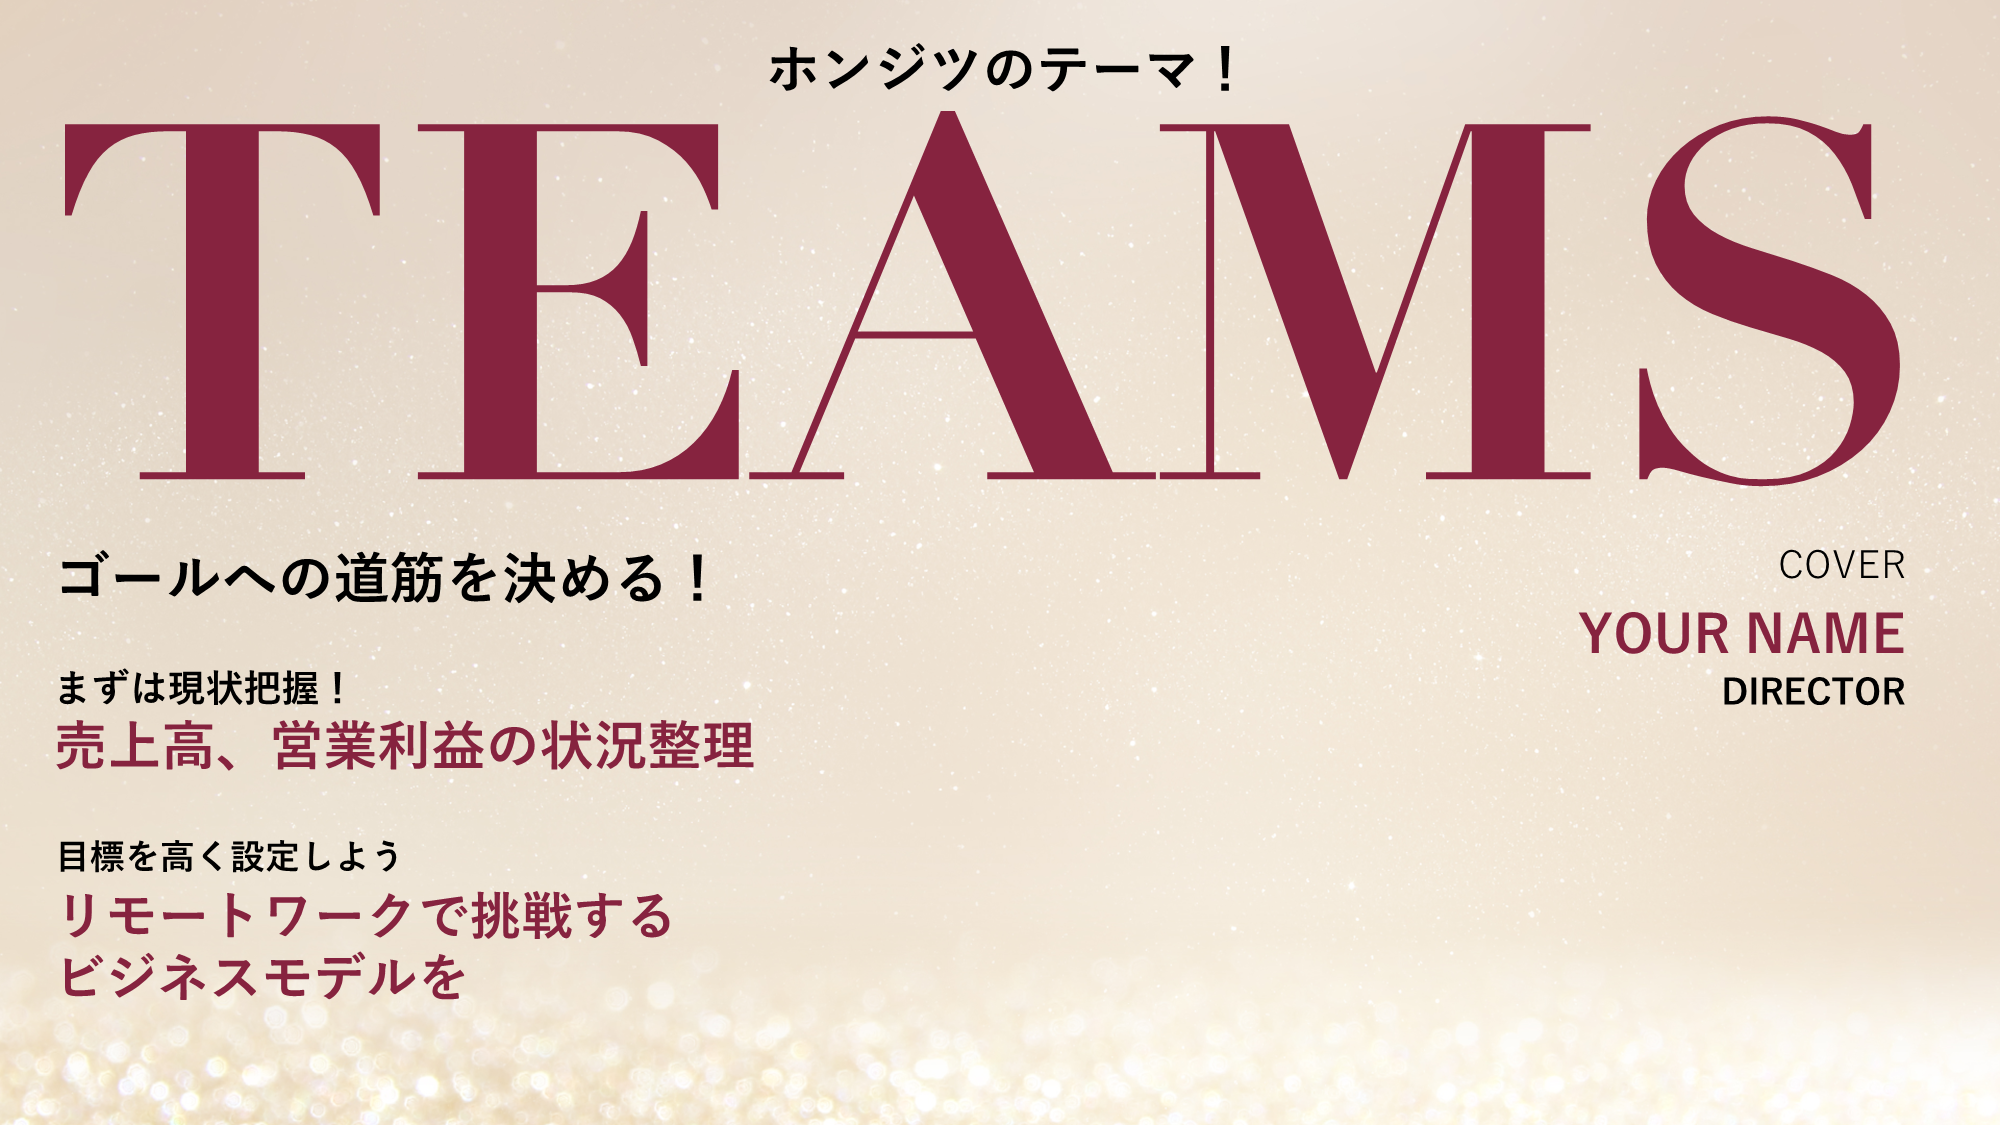 ホンジツのテーマ！
TEAMS
ゴールへの道筋を決める！
まずは現状把握！
売上高、営業利益の状況整理
目標を高く設定しよう
リモートワークで挑戦する
ビジネスモデルを
COVER
YOUR NAME
DIRECTOR